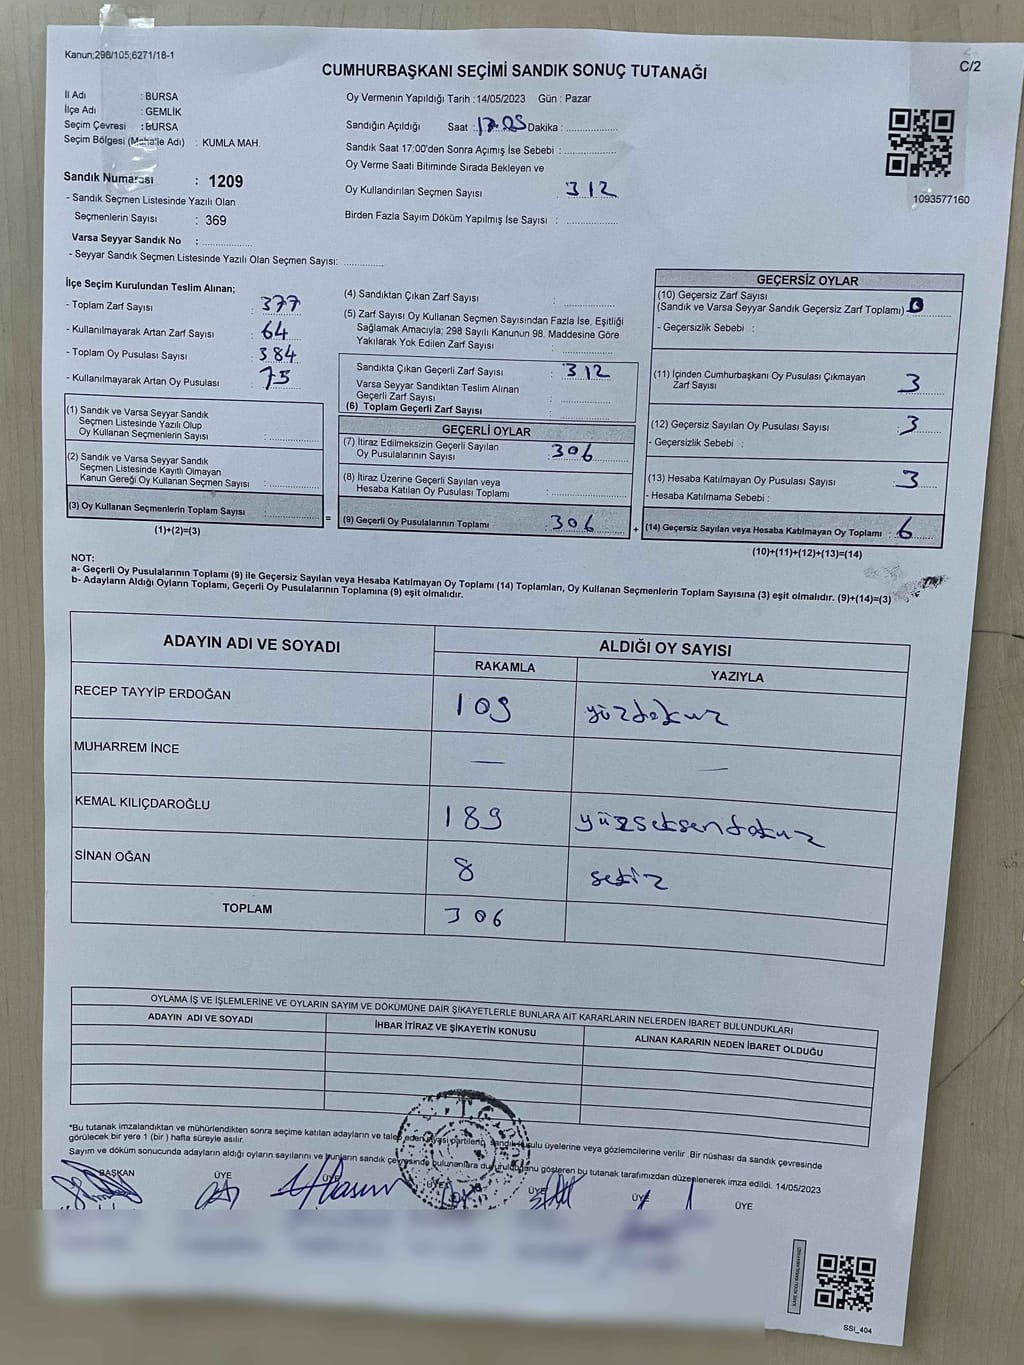 Kanun;298/105;6271/18-1
C/2
CUMHURBAŞKANI SEÇİMİ SANDIK SONUÇ TUTANAĞI
İl Adı : BURSA
İlçe Adı : GEMLİK
Seçim Çevresi : BURSA
Seçim Bölgesi (Mahalle Adı) : KUMLA MAH.
Sandık Numarası : 1209
- Sandık Seçmen Listesinde Yazılı Olan
Seçmenlerin Sayısı : 369
Varsa Seyyar Sandık No :
- Seyyar Sandık Seçmen Listesinde Yazılı Olan Seçmen Sayısı:
Oy Vermenin Yapıldığı Tarih :14/05/2023 Gün : Pazar
Sandığın Açıldığı Saat : 17.05 Dakika :
Sandık Saat 17:00'den Sonra Açımış İse Sebebi :
Oy Verme Saati Bitiminde Sırada Bekleyen ve
Oy Kullandırılan Seçmen Sayısı : 312
Birden Fazla Sayım Döküm Yapılmış İse Sayısı :
1093577160
İlçe Seçim Kurulundan Teslim Alınan;
- Toplam Zarf Sayısı : 377
- Kullanılmayarak Artan Zarf Sayısı : 64
- Toplam Oy Pusulası Sayısı : 384
- Kullanılmayarak Artan Oy Pusulası : 75
(1) Sandık ve Varsa Seyyar Sandık
Seçmen Listesinde Yazılı Olup
Oy Kullanan Seçmenlerin Sayısı :
(2) Sandık ve Varsa Seyyar Sandık
Seçmen Listesinde Kayıtlı Olmayan
Kanun Gereği Oy Kullanan Seçmen Sayısı :
(3) Oy Kullanan Seçmenlerin Toplam Sayısı :
(1)+(2)=(3)
(4) Sandıktan Çıkan Zarf Sayısı :
(5) Zarf Sayısı Oy Kullanan Seçmen Sayısından Fazla İse, Eşitliği
Sağlamak Amacıyla; 298 Sayılı Kanunun 98. Maddesine Göre
Yakılarak Yok Edilen Zarf Sayısı :
Sandıkta Çıkan Geçerli Zarf Sayısı : 312
Varsa Seyyar Sandıktan Teslim Alınan
Geçerli Zarf Sayısı :
(6) Toplam Geçerli Zarf Sayısı :
GEÇERLİ OYLAR
(7) İtiraz Edilmeksizin Geçerli Sayılan
Oy Pusulalarının Sayısı : 306
(8) İtiraz Üzerine Geçerli Sayılan veya
Hesaba Katılan Oy Pusulası Toplamı :
= (9) Geçerli Oy Pusulalarının Toplamı : 306
GEÇERSİZ OYLAR
(10) Geçersiz Zarf Sayısı
(Sandık ve Varsa Seyyar Sandık Geçersiz Zarf Toplamı) : 0
- Geçersizlik Sebebi :
(11) İçinden Cumhurbaşkanı Oy Pusulası Çıkmayan
Zarf Sayısı : 3
(12) Geçersiz Sayılan Oy Pusulası Sayısı : 3
- Geçersizlik Sebebi :
(13) Hesaba Katılmayan Oy Pusulası Sayısı : 3
- Hesaba Katılmama Sebebi :
+ (14) Geçersiz Sayılan veya Hesaba Katılmayan Oy Toplamı : 6
(10)+(11)+(12)+(13)=(14)
NOT:
a- Geçerli Oy Pusulalarının Toplamı (9) ile Geçersiz Sayılan veya Hesaba Katılmayan Oy Toplamı (14) Toplamları, Oy Kullanan Seçmenlerin Toplam Sayısına (3) eşit olmalıdır. (9)+(14)=(3)
b- Adayların Aldığı Oyların Toplamı, Geçerli Oy Pusulalarının Toplamına (9) eşit olmalıdır.
ADAYIN ADI VE SOYADI
ALDIĞI OY SAYISI
RAKAMLA YAZIYLA
RECEP TAYYİP ERDOĞAN 109 yüzdokuz
MUHARREM İNCE — —
KEMAL KILIÇDAROĞLU 189 yüzseksendokuz
SİNAN OĞAN 8 sekiz
TOPLAM 306
OYLAMA İŞ VE İŞLEMLERİNE VE OYLARIN SAYIM VE DÖKÜMÜNE DAİR ŞİKAYETLERLE BUNLARA AİT KARARLARIN NELERDEN İBARET BULUNDUKLARI
ADAYIN ADI VE SOYADI İHBAR İTİRAZ VE ŞİKAYETİN KONUSU ALINAN KARARIN NEDEN İBARET OLDUĞU
*Bu tutanak imzalandıktan ve mühürlendikten sonra seçime katılan adayların ve talep eden siyasi partilerin, sandık kurulu üyelerine veya gözlemcilerine verilir .Bir nüshası da sandık çevresinde
görülecek bir yere 1 (bir ) hafta süreyle asılır.
Sayım ve döküm sonucunda adayların aldığı oyların sayılarını ve bunların sandık çevresinde bulunanlara duyurulduğunu gösteren bu tutanak tarafımızdan düzenlenerek imza edildi. 14/05/2023
BAŞKAN ÜYE ÜYE ÜYE ÜYE ÜYE ÜYE
SSI_404